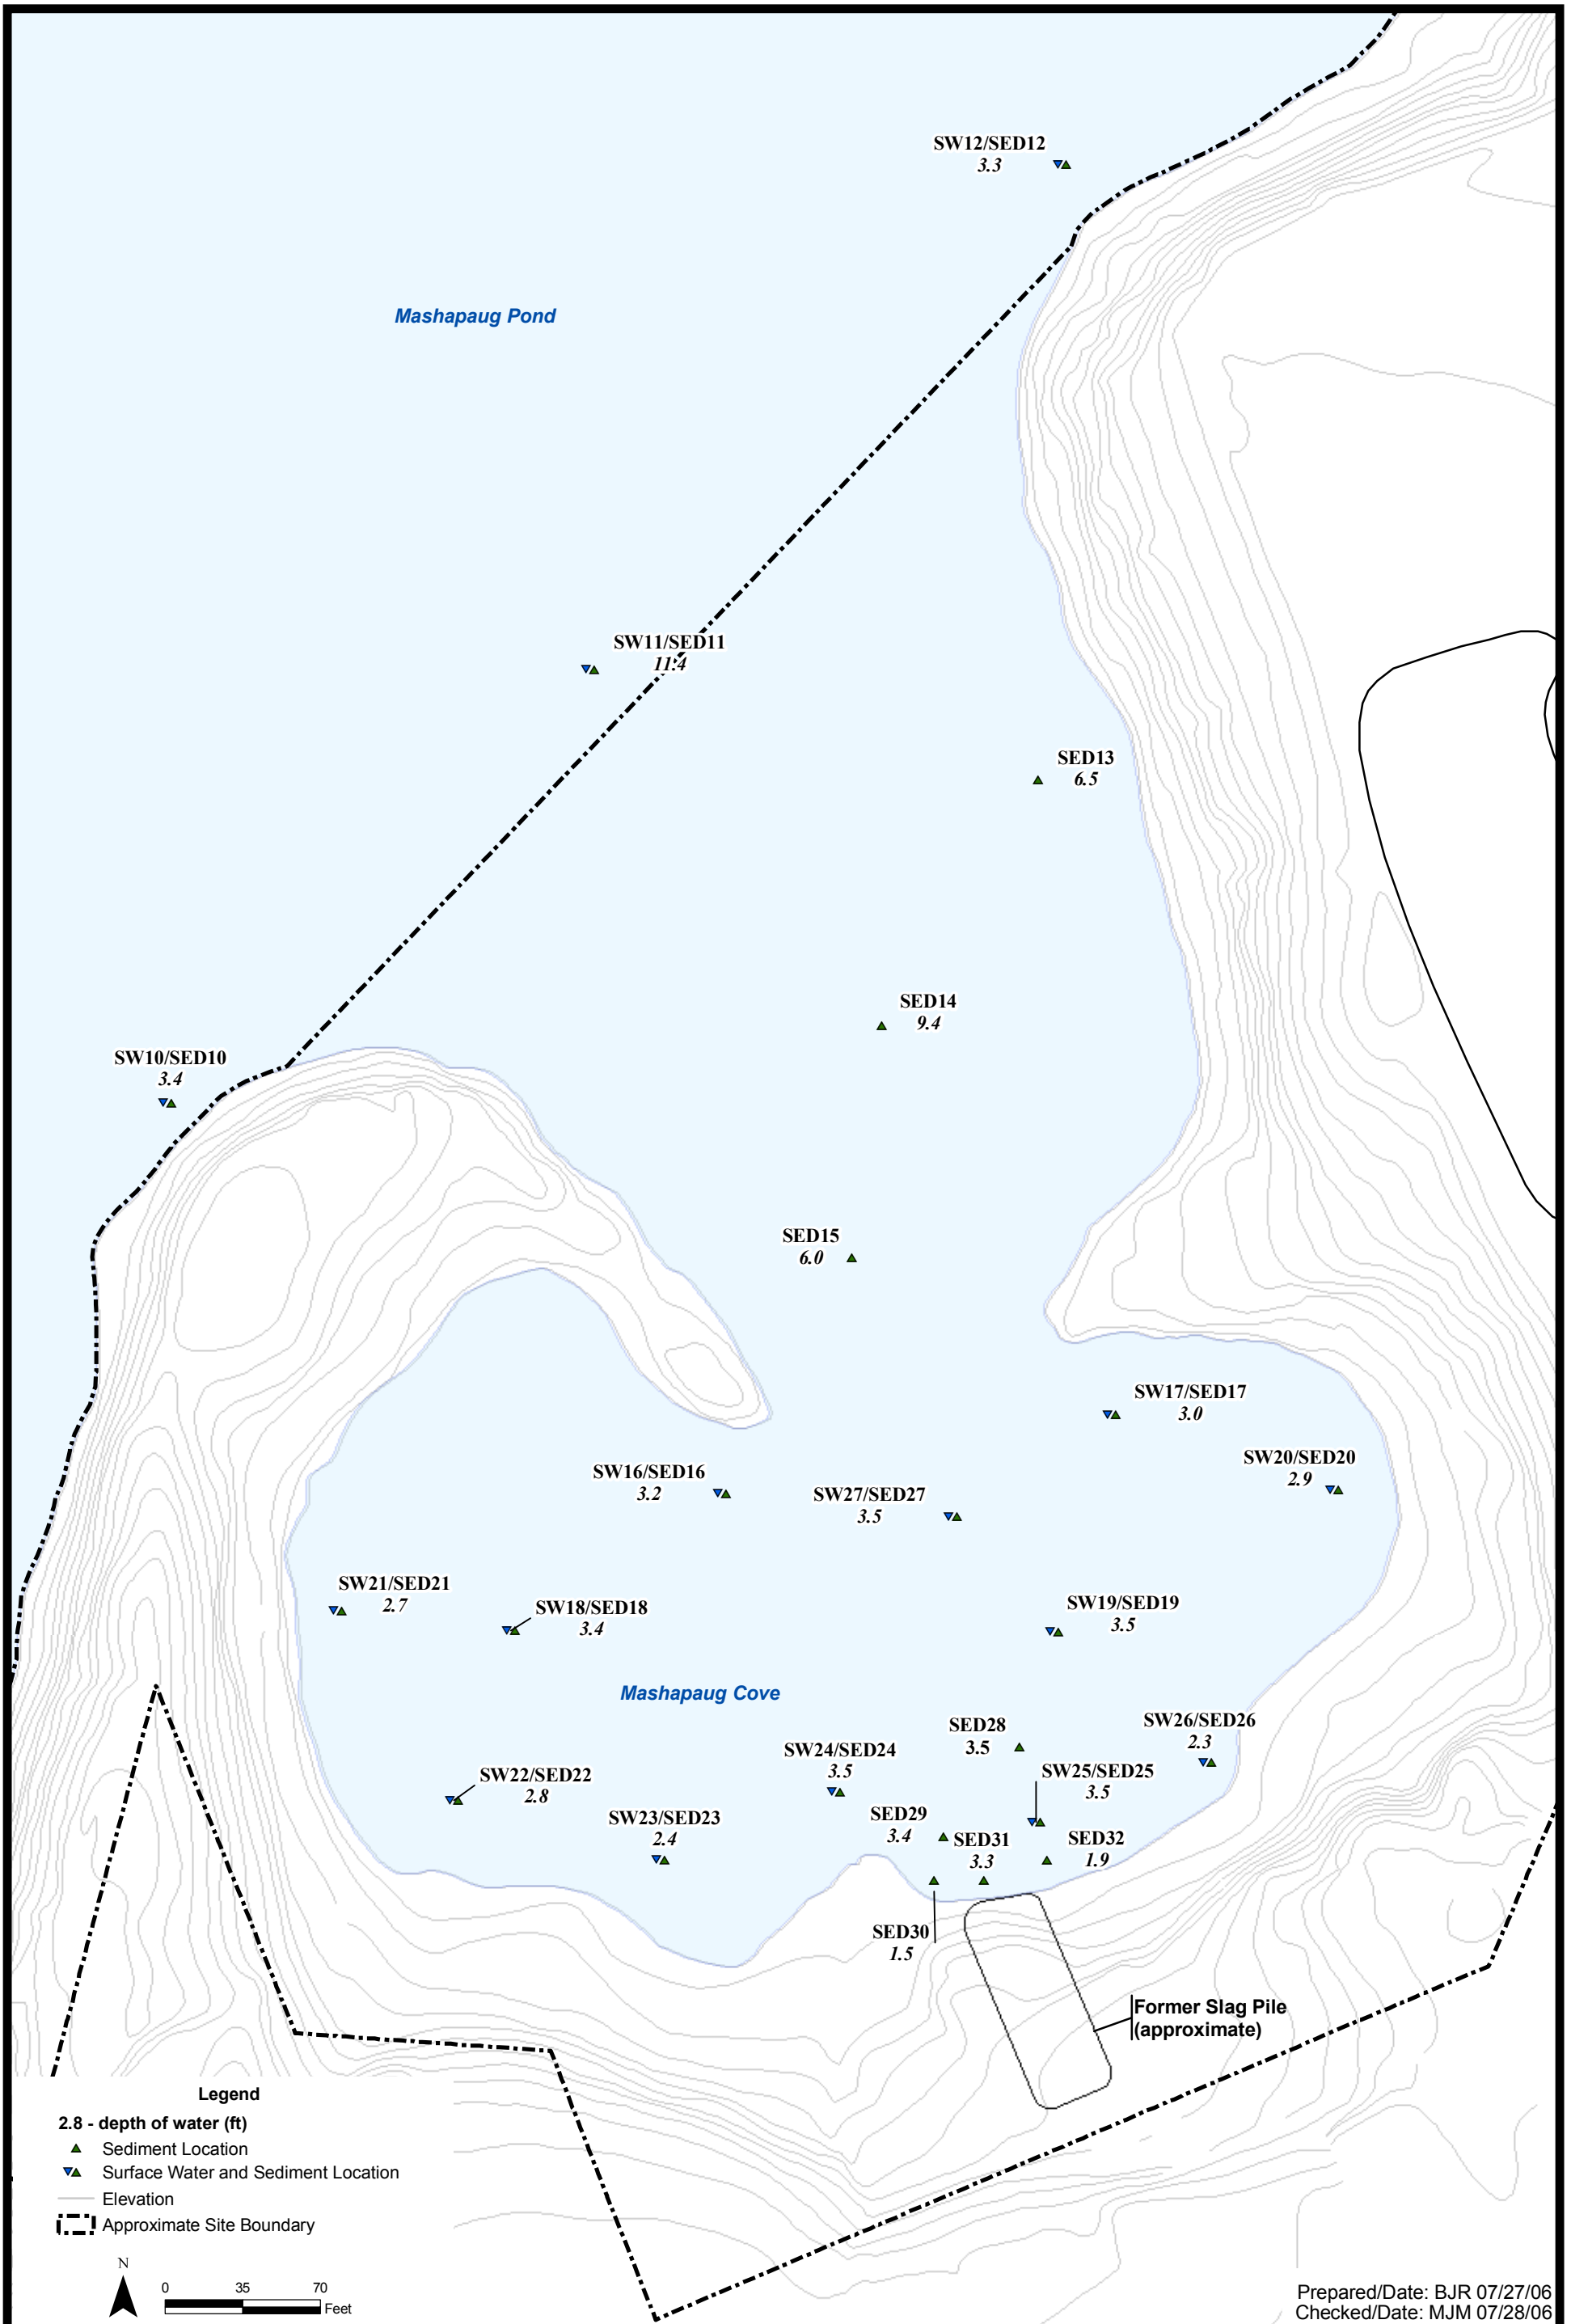 SW12/SED12
3.3
Mashapaug Pond
SW11/SED11
11.4
SED13
6.5
SED14
9.4
SW10/SED10
3.4
SED15
6.0
SW17/SED17
3.0
SW20/SED20
2.9
SW16/SED16
3.2
SW27/SED27
3.5
SW21/SED21
2.7
SW18/SED18
3.4
SW19/SED19
3.5
Mashapaug Cove
SED28
3.5
SW26/SED26
2.3
SW24/SED24
3.5
SW25/SED25
3.5
SW22/SED22
2.8
SW23/SED23
2.4
SED29
3.4
SED31
3.3
SED32
1.9
SED30
1.5
Former Slag Pile
(approximate)
Legend
2.8 - depth of water (ft)
Sediment Location
Surface Water and Sediment Location
Elevation
Approximate Site Boundary
N
0 35 70
Feet
Prepared/Date: BJR 07/27/06
Checked/Date: MJM 07/28/06